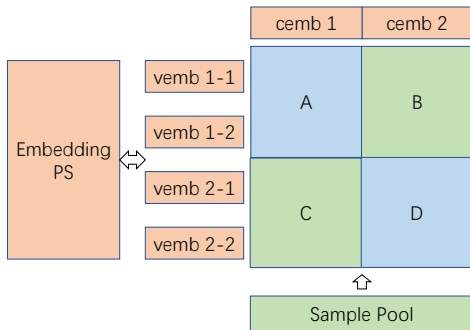 cemb 1
cemb 2
vemb 1-1
vemb 1-2
vemb 2-1
vemb 2-2
Embedding
PS
A
B
C
D
Sample Pool